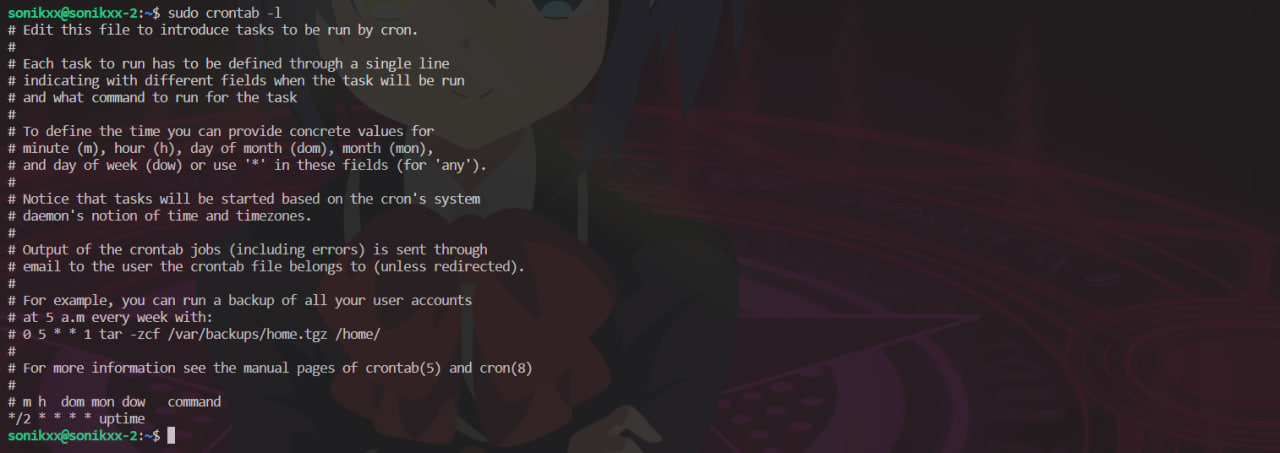 sonikxx@sonikxx-2:~$ sudo crontab -l
# Edit this file to introduce tasks to be run by cron.
#
# Each task to run has to be defined through a single line
# indicating with different fields when the task will be run
# and what command to run for the task
#
# To define the time you can provide concrete values for
# minute (m), hour (h), day of month (dom), month (mon),
# and day of week (dow) or use '*' in these fields (for 'any').
#
# Notice that tasks will be started based on the cron's system
# daemon's notion of time and timezones.
#
# Output of the crontab jobs (including errors) is sent through
# email to the user the crontab file belongs to (unless redirected).
#
# For example, you can run a backup of all your user accounts
# at 5 a.m every week with:
# 0 5 * * 1 tar -zcf /var/backups/home.tgz /home/
#
# For more information see the manual pages of crontab(5) and cron(8)
#
# m h  dom mon dow   command
*/2 * * * * uptime
sonikxx@sonikxx-2:~$